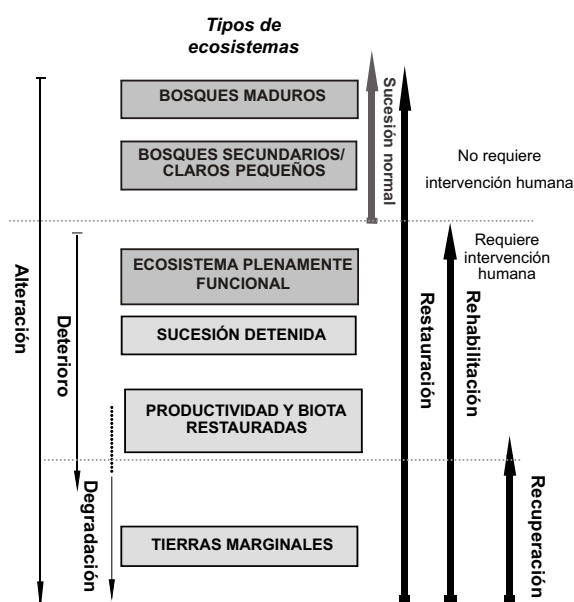 Tipos de
ecosistemas
BOSQUES MADUROS
BOSQUES SECUNDARIOS/
CLAROS PEQUEÑOS
Sucesión normal
No requiere
intervención humana
Requiere
intervención
humana
ECOSISTEMA PLENAMENTE
FUNCIONAL
SUCESIÓN DETENIDA
PRODUCTIVIDAD Y BIOTA
RESTAURADAS
TIERRAS MARGINALES
Alteración
Deterioro
Degradación
Restauración
Rehabilitación
Recuperación